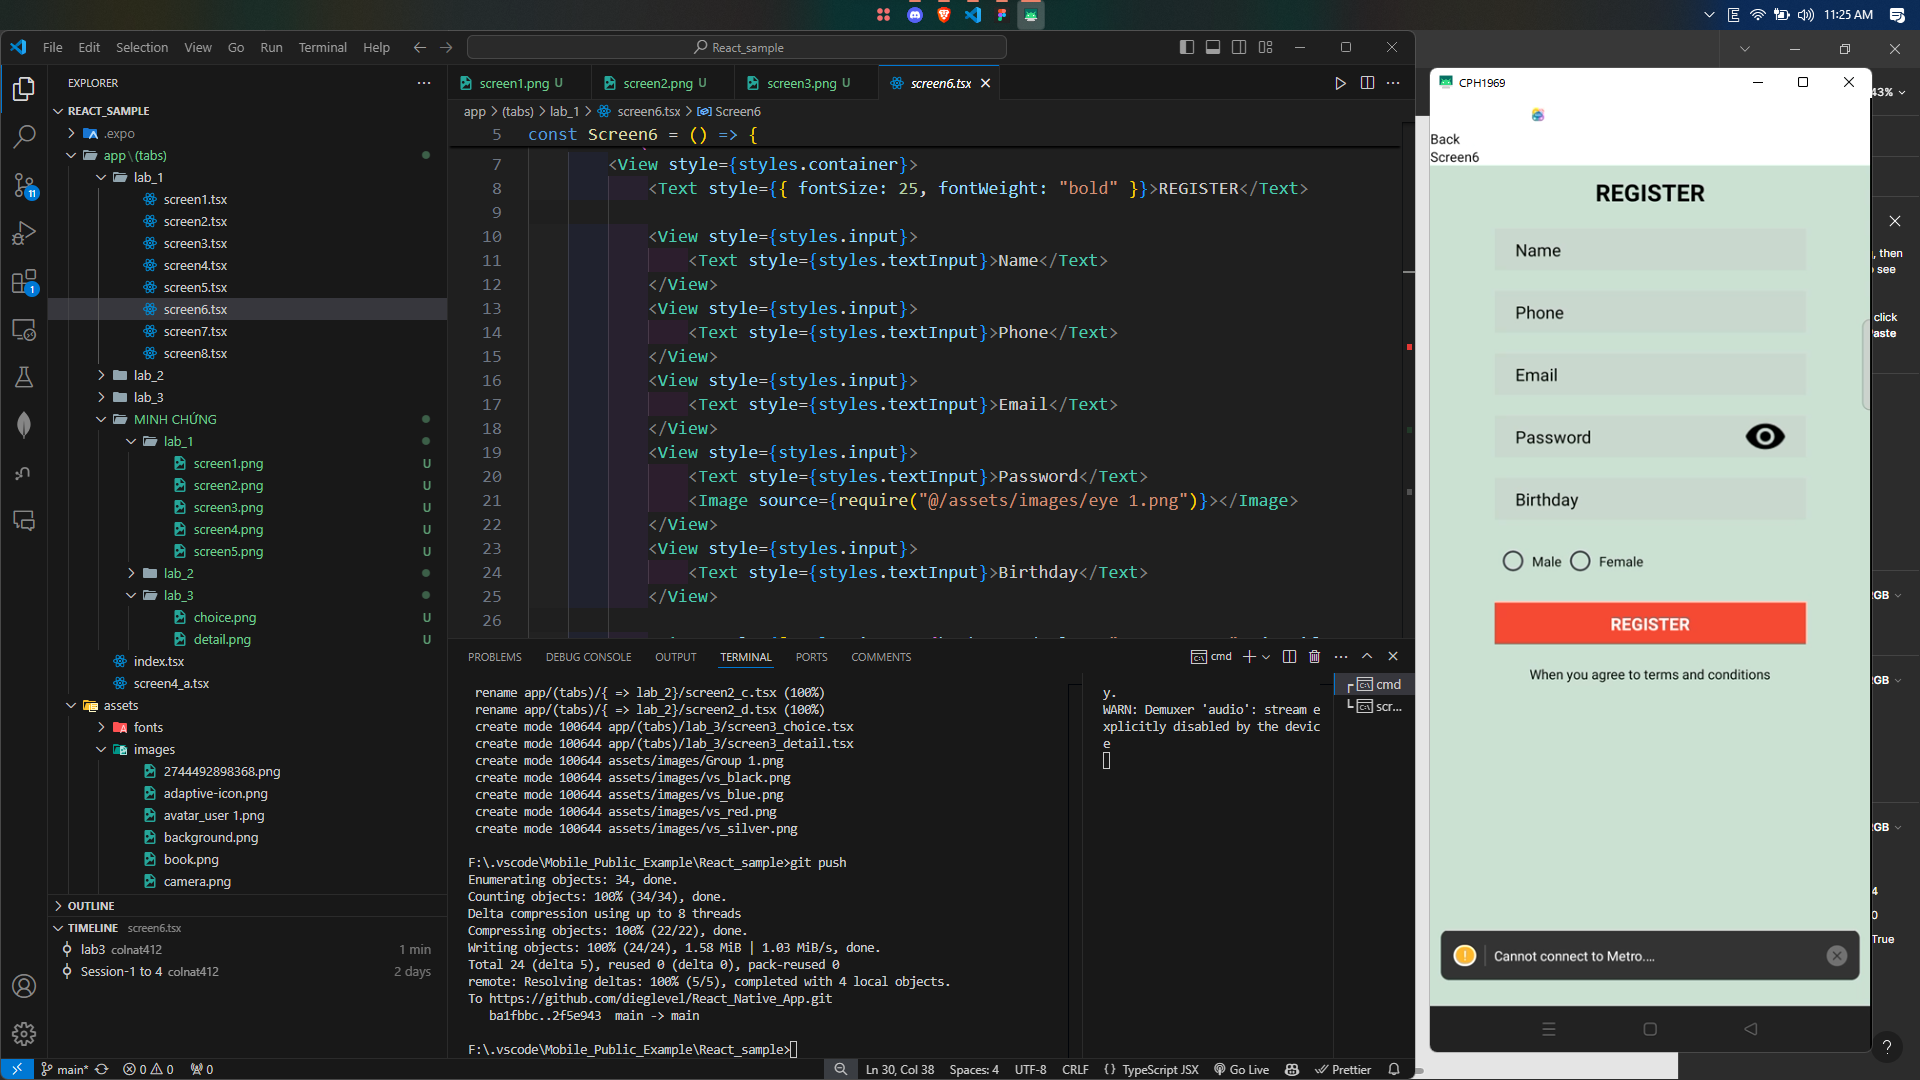 11:25 AM
File Edit Selection View Go Run Terminal Help
React_sample
EXPLORER
REACT_SAMPLE
.expo
app\(tabs)
lab_1
screen1.tsx
screen2.tsx
screen3.tsx
screen4.tsx
screen5.tsx
screen6.tsx
screen7.tsx
screen8.tsx
lab_2
lab_3
MINH CHỨNG
lab_1
screen1.png U
screen2.png U
screen3.png U
screen4.png U
screen5.png U
lab_2
lab_3
choice.png U
detail.png U
index.tsx
screen4_a.tsx
assets
fonts
images
2744492898368.png
adaptive-icon.png
avatar_user 1.png
background.png
book.png
camera.png
OUTLINE
TIMELINE screen6.tsx
lab3 colnat412 1 min
Session-1 to 4 colnat412 2 days
11
1
screen1.png U screen2.png U screen3.png U screen6.tsx
app > (tabs) > lab_1 > screen6.tsx > Screen6
5 const Screen6 = () => {
7 <View style={styles.container}>
8 <Text style={{ fontSize: 25, fontWeight: "bold" }}>REGISTER</Text>
9
10 <View style={styles.input}>
11 <Text style={styles.textInput}>Name</Text>
12 </View>
13 <View style={styles.input}>
14 <Text style={styles.textInput}>Phone</Text>
15 </View>
16 <View style={styles.input}>
17 <Text style={styles.textInput}>Email</Text>
18 </View>
19 <View style={styles.input}>
20 <Text style={styles.textInput}>Password</Text>
21 <Image source={require("@/assets/images/eye 1.png")}></Image>
22 </View>
23 <View style={styles.input}>
24 <Text style={styles.textInput}>Birthday</Text>
25 </View>
26
PROBLEMS DEBUG CONSOLE OUTPUT TERMINAL PORTS COMMENTS
cmd
rename app/(tabs)/{ => lab_2}/screen2_c.tsx (100%)
rename app/(tabs)/{ => lab_2}/screen2_d.tsx (100%)
create mode 100644 app/(tabs)/lab_3/screen3_choice.tsx
create mode 100644 app/(tabs)/lab_3/screen3_detail.tsx
create mode 100644 assets/images/Group 1.png
create mode 100644 assets/images/vs_black.png
create mode 100644 assets/images/vs_blue.png
create mode 100644 assets/images/vs_red.png
create mode 100644 assets/images/vs_silver.png
F:\.vscode\Mobile_Public_Example\React_sample>git push
Enumerating objects: 34, done.
Counting objects: 100% (34/34), done.
Delta compression using up to 8 threads
Compressing objects: 100% (22/22), done.
Writing objects: 100% (24/24), 1.58 MiB | 1.03 MiB/s, done.
Total 24 (delta 5), reused 0 (delta 0), pack-reused 0
remote: Resolving deltas: 100% (5/5), completed with 4 local objects.
To https://github.com/dieglevel/React_Native_App.git
ba1fbbc..2f5e943 main -> main
F:\.vscode\Mobile_Public_Example\React_sample>
y.
WARN: Demuxer 'audio': stream e
xplicitly disabled by the devic
e
cmd
scr...
main* 0 0 0
Ln 30, Col 38 Spaces: 4 UTF-8 CRLF {} TypeScript JSX Go Live Prettier
CPH1969
Back
Screen6
REGISTER
Name
Phone
Email
Password
Birthday
Male Female
REGISTER
When you agree to terms and conditions
Cannot connect to Metro....
43%
, then
see
click
aste
GB
GB
GB
4
0
True
?